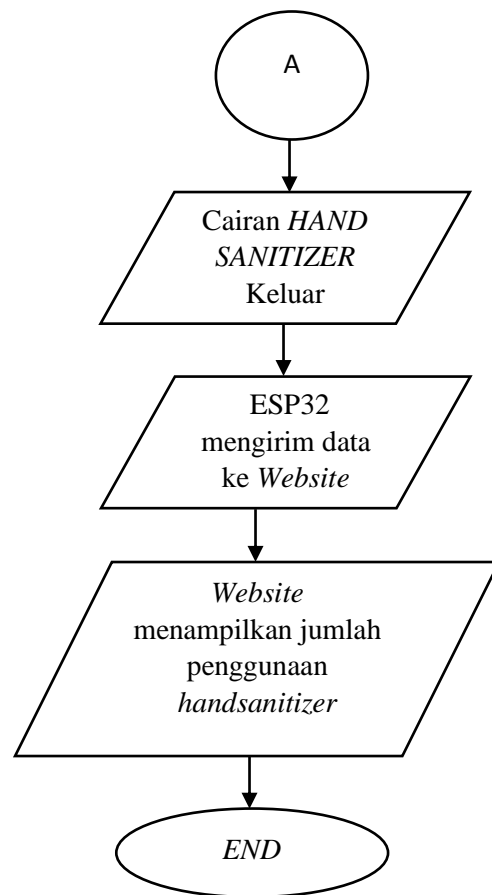 A
Cairan HAND
SANITIZER
Keluar
ESP32
mengirim data
ke Website
Website
menampilkan jumlah
penggunaan
handsanitizer
END